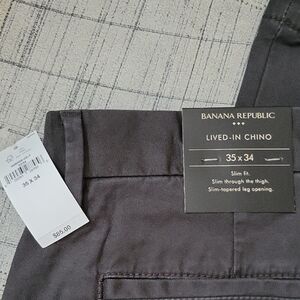 BANANA REPUBLIC
LIVED-IN CHINO
35 x 34
Slim fit.
Slim through the thigh.
Slim-tapered leg opening.
35 X 34
$65.00